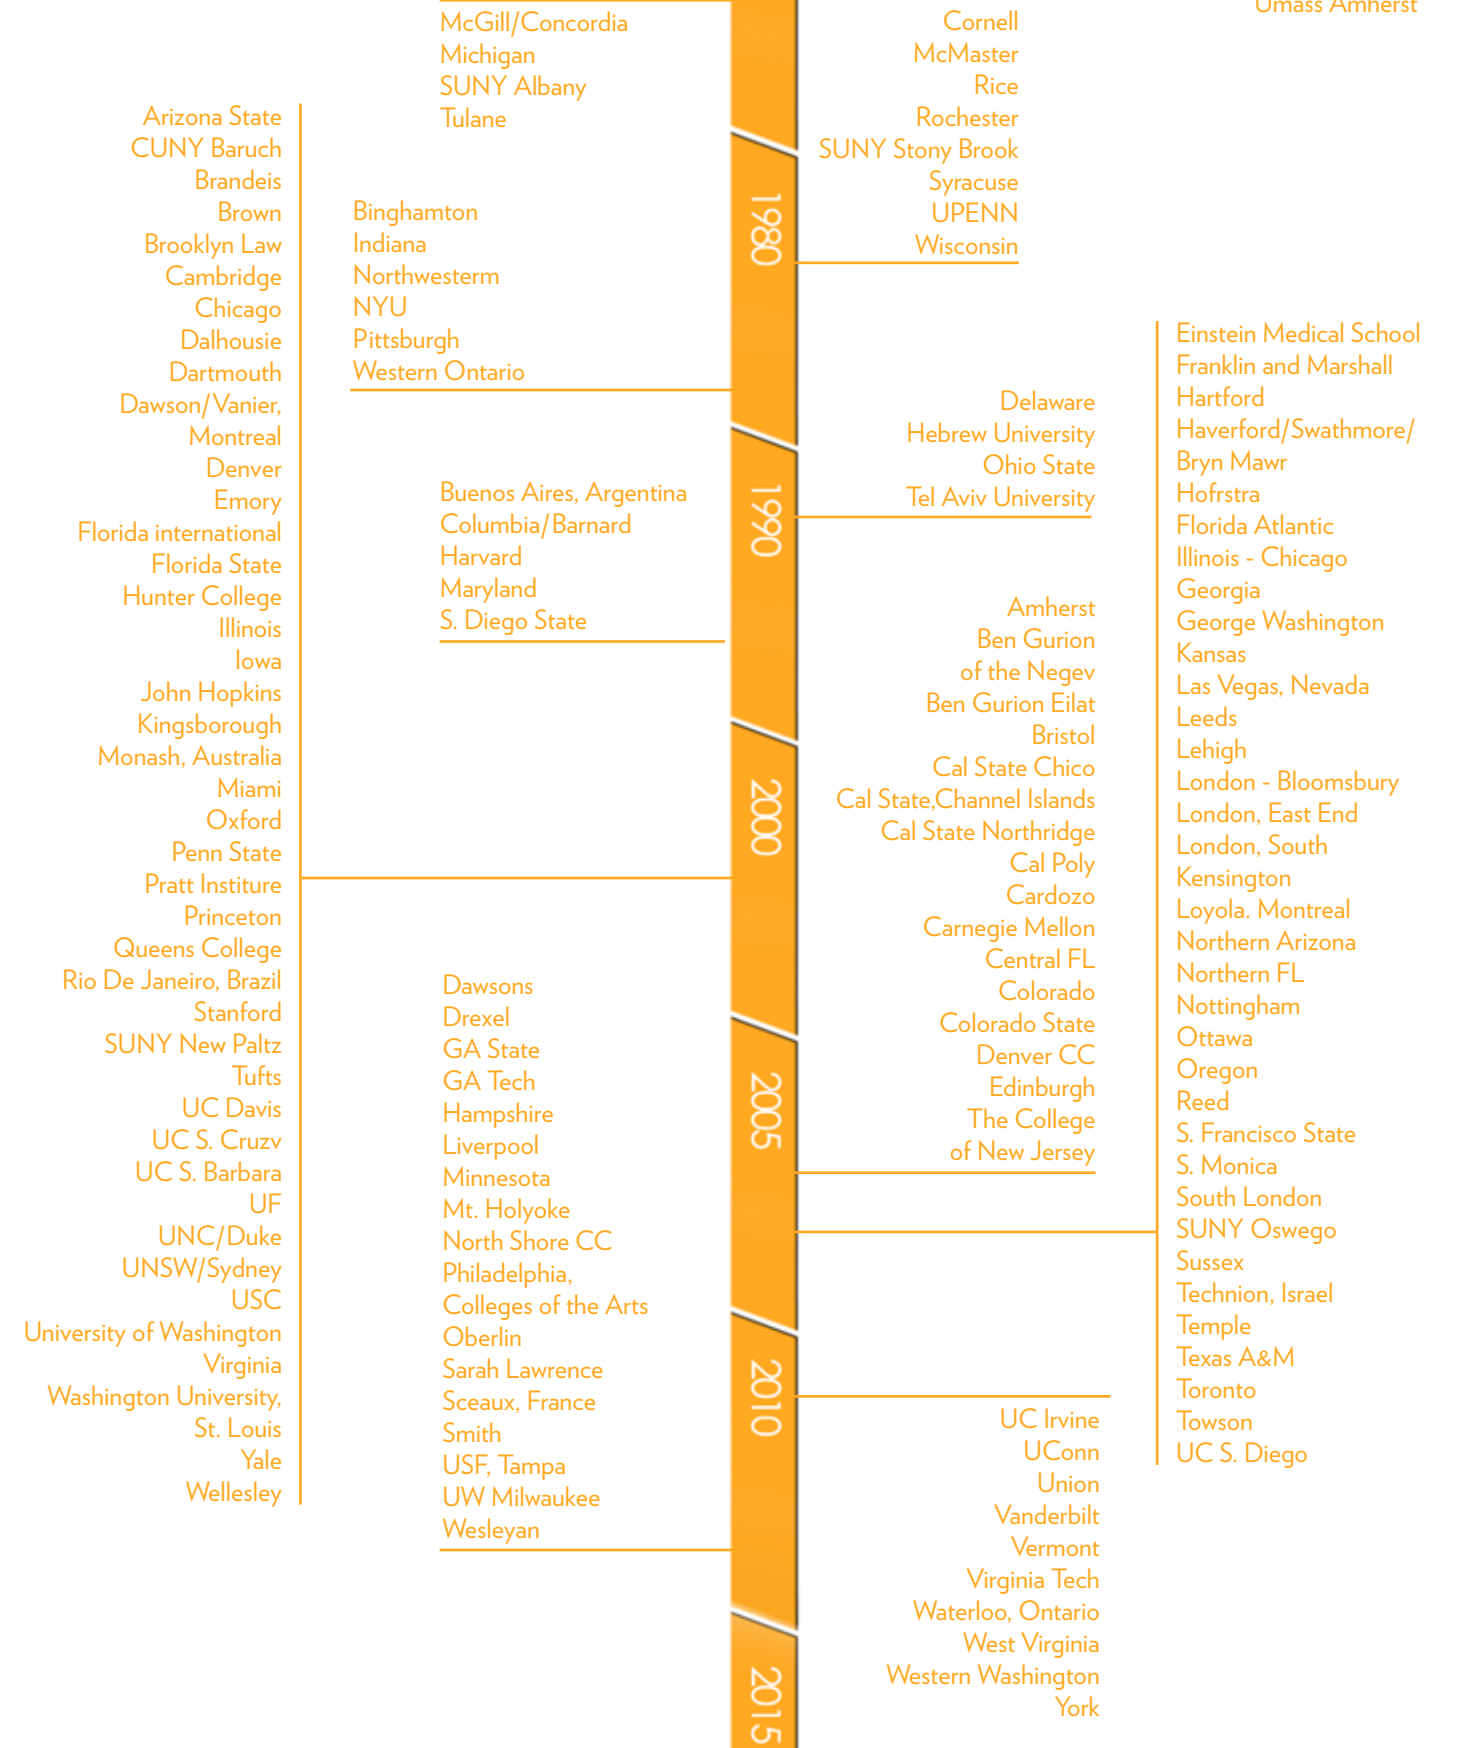 McGill/Concordia
Michigan
SUNY Albany
Tulane
Cornell
McMaster
Rice
Rochester
SUNY Stony Brook
Syracuse
UPENN
Wisconsin
Umass Amherst
1980
Arizona State
CUNY Baruch
Brandeis
Brown
Brooklyn Law
Cambridge
Chicago
Dalhousie
Dartmouth
Dawson/Vanier,
Montreal
Denver
Emory
Florida international
Florida State
Hunter College
Illinois
Iowa
John Hopkins
Kingsborough
Monash, Australia
Miami
Oxford
Penn State
Pratt Institure
Princeton
Queens College
Rio De Janeiro, Brazil
Stanford
SUNY New Paltz
Tufts
UC Davis
UC S. Cruzv
UC S. Barbara
UF
UNC/Duke
UNSW/Sydney
USC
University of Washington
Virginia
Washington University,
St. Louis
Yale
Wellesley
Binghamton
Indiana
Northwesterm
NYU
Pittsburgh
Western Ontario
Delaware
Hebrew University
Ohio State
Tel Aviv University
1990
Buenos Aires, Argentina
Columbia/Barnard
Harvard
Maryland
S. Diego State
2000
Amherst
Ben Gurion
of the Negev
Ben Gurion Eilat
Bristol
Cal State Chico
Cal State,Channel Islands
Cal State Northridge
Cal Poly
Cardozo
Carnegie Mellon
Central FL
Colorado
Colorado State
Denver CC
Edinburgh
The College
of New Jersey
2005
Einstein Medical School
Franklin and Marshall
Hartford
Haverford/Swathmore/
Bryn Mawr
Hofrstra
Florida Atlantic
Illinois - Chicago
Georgia
George Washington
Kansas
Las Vegas, Nevada
Leeds
Lehigh
London - Bloomsbury
London, East End
London, South
Kensington
Loyola. Montreal
Northern Arizona
Northern FL
Nottingham
Ottawa
Oregon
Reed
S. Francisco State
S. Monica
South London
SUNY Oswego
Sussex
Technion, Israel
Temple
Texas A&M
Toronto
Towson
UC S. Diego
Dawsons
Drexel
GA State
GA Tech
Hampshire
Liverpool
Minnesota
Mt. Holyoke
North Shore CC
Philadelphia,
Colleges of the Arts
Oberlin
Sarah Lawrence
Sceaux, France
Smith
USF, Tampa
UW Milwaukee
Wesleyan
2010
UC Irvine
UConn
Union
Vanderbilt
Vermont
Virginia Tech
Waterloo, Ontario
West Virginia
Western Washington
York
2015